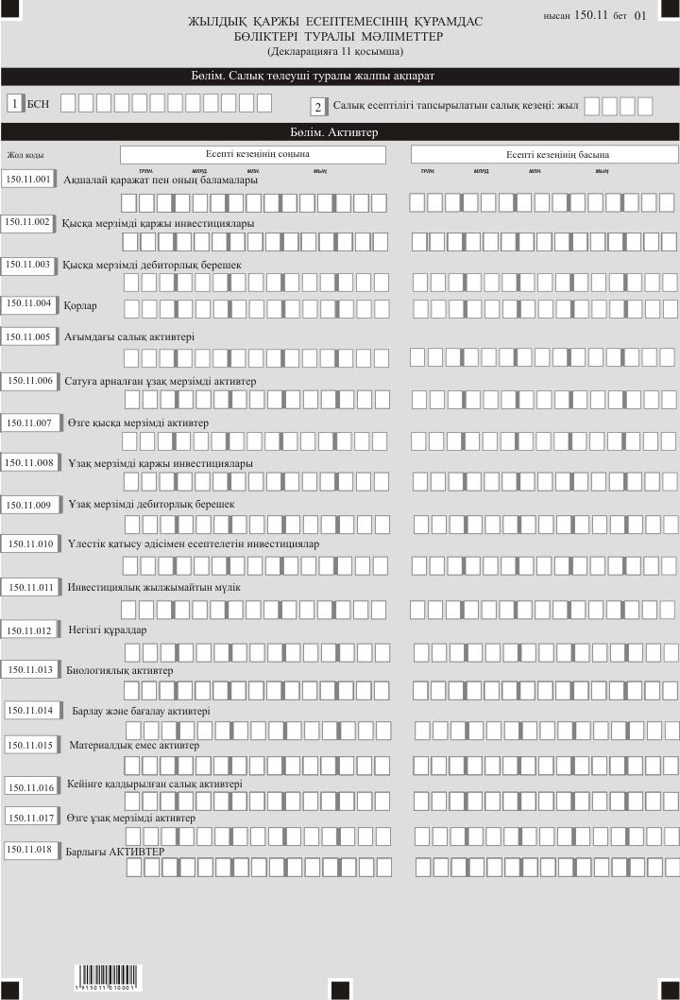 нысан 150.11 бет 01
ЖЫЛДЫҚ ҚАРЖЫ ЕСЕПТЕМЕСІНІҢ ҚҰРАМДАС
БӨЛІКТЕРІ ТУРАЛЫ МӘЛІМЕТТЕР
(Декларацияға 11 қосымша)
Бөлім. Салық төлеуші туралы жалпы ақпарат
1 БСН
2 Салық есептілігі тапсырылатын салық кезеңі: жыл
Бөлім. Активтер
Жол коды Есепті кезеңінің соңына Есепті кезеңінің басына
ТРЛН. МЛРД. МЛН. МЫҢ ТРЛН. МЛРД. МЛН. МЫҢ
150.11.001 Ақшалай қаражат пен оның баламалары
150.11.002 Қысқа мерзімді қаржы инвестициялары
150.11.003 Қысқа мерзімді дебиторлық берешек
150.11.004 Қорлар
150.11.005 Ағымдағы салық активтері
150.11.006 Сатуға арналған ұзақ мерзімді активтер
150.11.007 Өзге қысқа мерзімді активтер
150.11.008 Ұзақ мерзімді қаржы инвестициялары
150.11.009 Ұзақ мерзімді дебиторлық берешек
150.11.010 Үлестік қатысу әдісімен есептелетін инвестициялар
150.11.011 Инвестициялық жылжымайтын мүлік
150.11.012 Негізгі құралдар
150.11.013 Биологиялық активтер
150.11.014 Барлау және бағалау активтері
150.11.015 Материалдық емес активтер
150.11.016 Кейінге қалдырылған салық активтері
150.11.017 Өзге ұзақ мерзімді активтер
150.11.018 Барлығы АКТИВТЕР
1 915011 010001